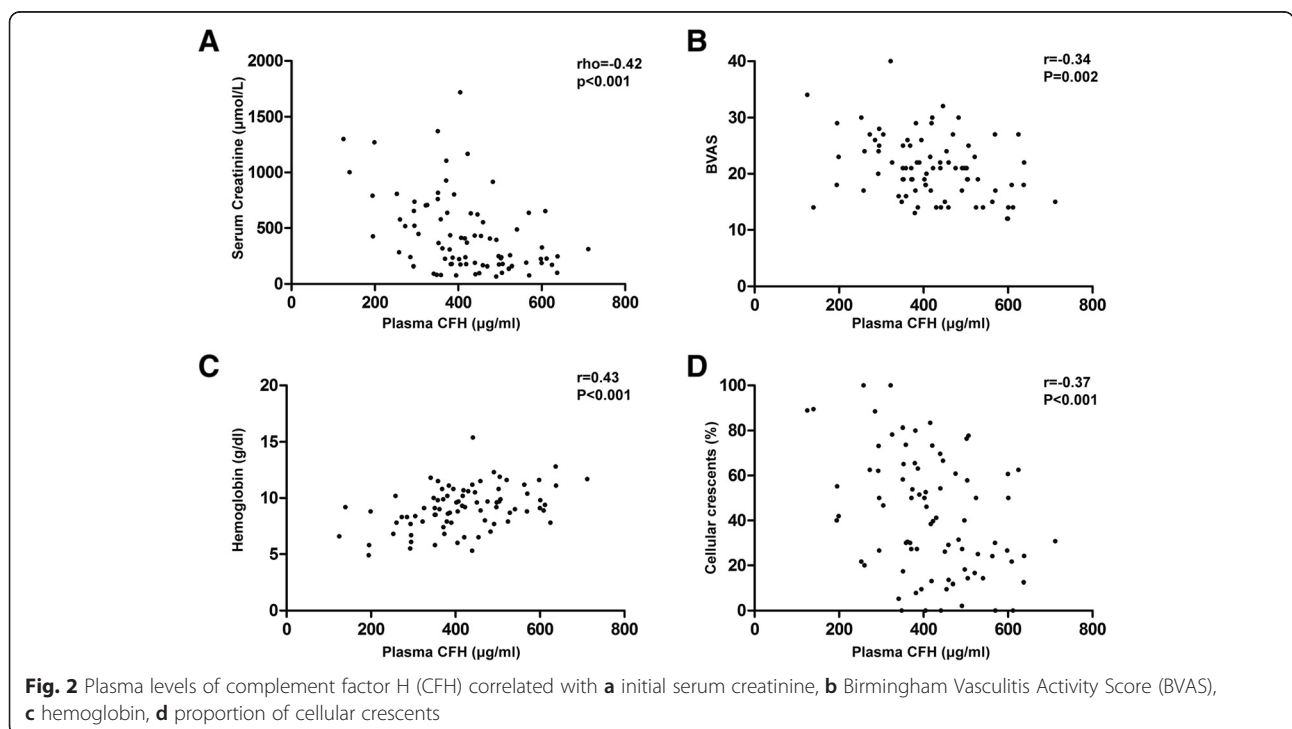 A
rho=-0.42
p<0.001
2000
1500
1000
500
0
Serum Creatinine (μmol/L)
0 200 400 600 800
Plasma CFH (μg/ml)
B
r=-0.34
P=0.002
40
30
20
10
0
BVAS
0 200 400 600 800
Plasma CFH (μg/ml)
C
r=0.43
P<0.001
20
15
10
5
0
Hemoglobin (g/dl)
0 200 400 600 800
Plasma CFH (μg/ml)
D
r=-0.37
P<0.001
100
80
60
40
20
0
Cellular crescents (%)
0 200 400 600 800
Plasma CFH (μg/ml)
Fig. 2 Plasma levels of complement factor H (CFH) correlated with a initial serum creatinine, b Birmingham Vasculitis Activity Score (BVAS),
c hemoglobin, d proportion of cellular crescents